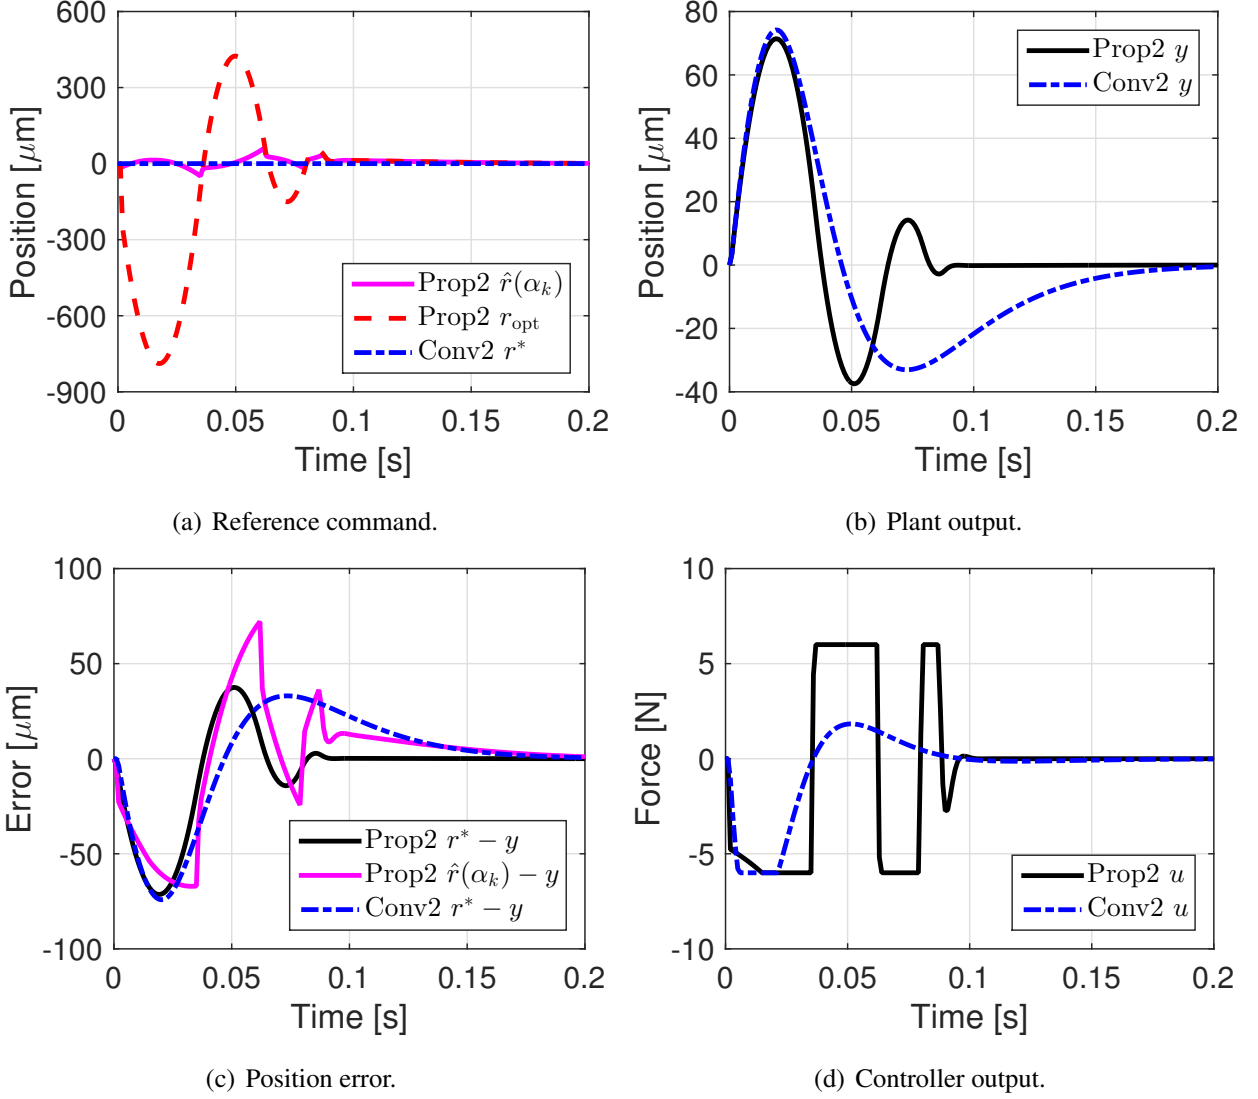 600
300
0
-300
-600
-900
Position [μm]
0
0.05
0.1
0.15
0.2
Time [s]
Prop2 r̂(αₖ)
Prop2 r_opt
Conv2 r*
(a) Reference command.
80
60
40
20
0
-20
-40
Position [μm]
0
0.05
0.1
0.15
0.2
Time [s]
Prop2 y
Conv2 y
(b) Plant output.
100
50
0
-50
-100
Error [μm]
0
0.05
0.1
0.15
0.2
Time [s]
Prop2 r* − y
Prop2 r̂(αₖ) − y
Conv2 r* − y
(c) Position error.
10
5
0
-5
-10
Force [N]
0
0.05
0.1
0.15
0.2
Time [s]
Prop2 u
Conv2 u
(d) Controller output.